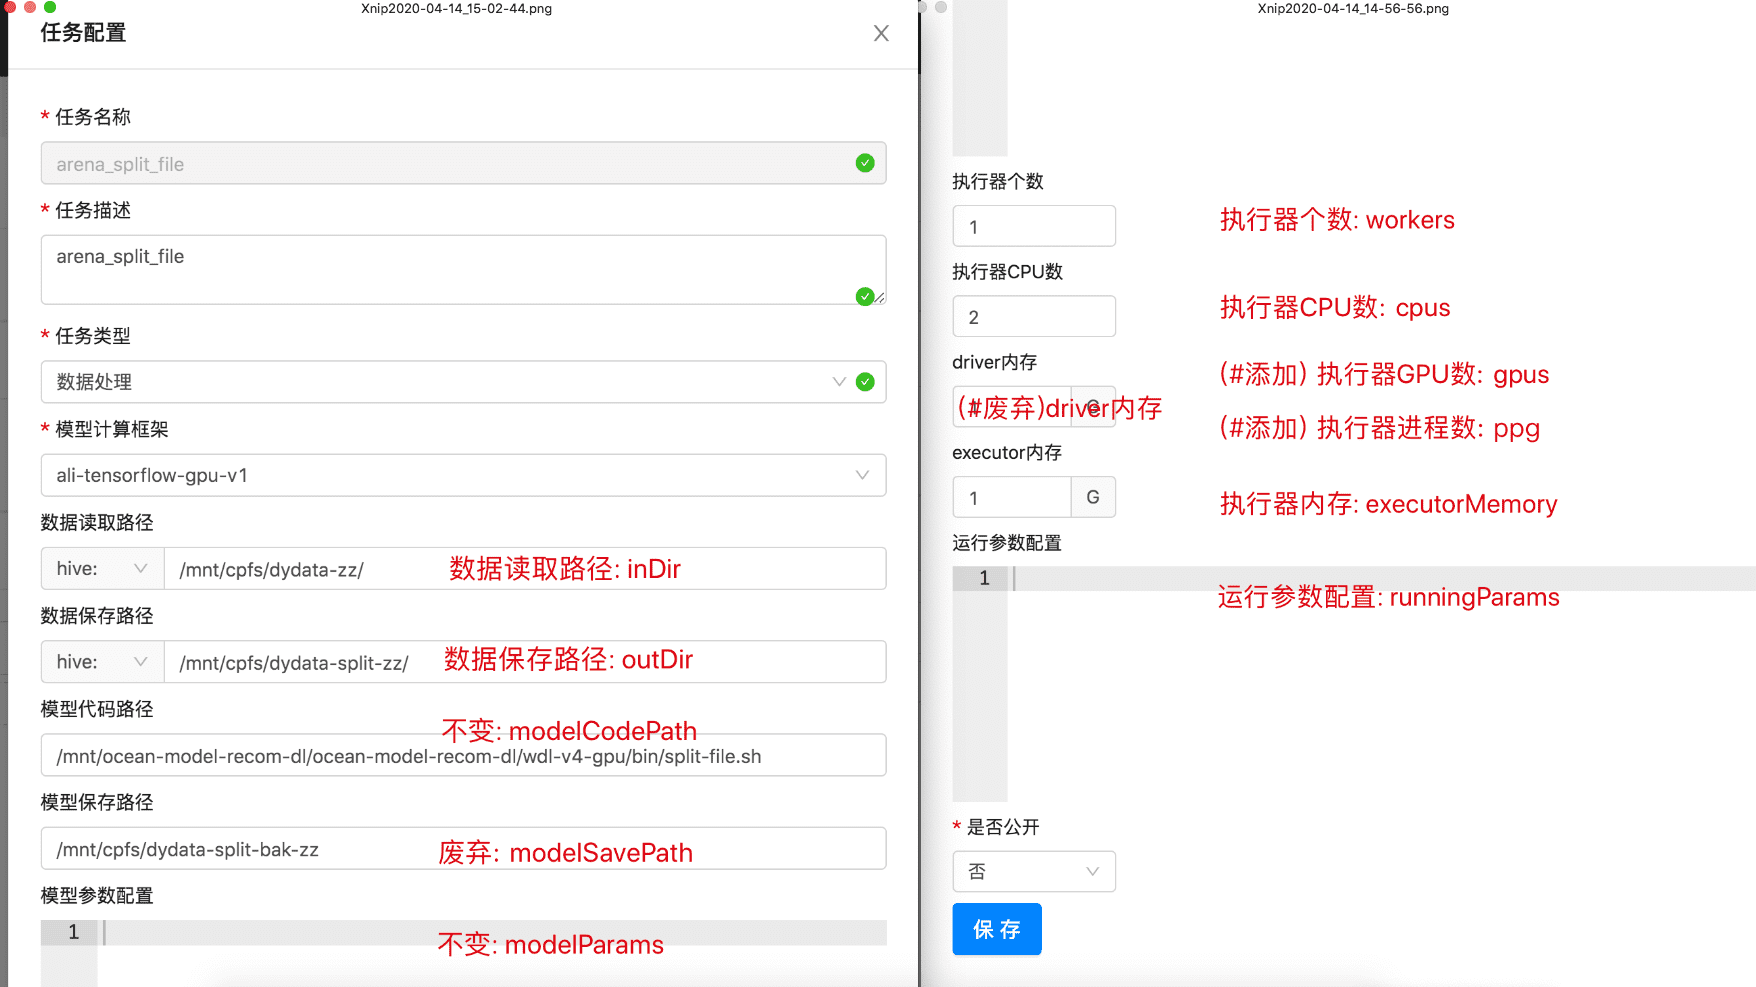 Xnip2020-04-14_15-02-44.png
任务配置
* 任务名称
arena_split_file
* 任务描述
arena_split_file
* 任务类型
数据处理
* 模型计算框架
ali-tensorflow-gpu-v1
数据读取路径
hive: /mnt/cpfs/dydata-zz/ 数据读取路径: inDir
数据保存路径
hive: /mnt/cpfs/dydata-split-zz/ 数据保存路径: outDir
模型代码路径
不变: modelCodePath
/mnt/ocean-model-recom-dl/ocean-model-recom-dl/wdl-v4-gpu/bin/split-file.sh
模型保存路径
/mnt/cpfs/dydata-split-bak-zz 废弃: modelSavePath
模型参数配置
1 不变: modelParams
Xnip2020-04-14_14-56-56.png
执行器个数
1 执行器个数: workers
执行器CPU数
2 执行器CPU数: cpus
driver内存
(#添加) 执行器GPU数: gpus
(#废弃)driver内存
G
(#添加) 执行器进程数: ppg
executor内存
1 G 执行器内存: executorMemory
运行参数配置
1
运行参数配置: runningParams
* 是否公开
否
保 存